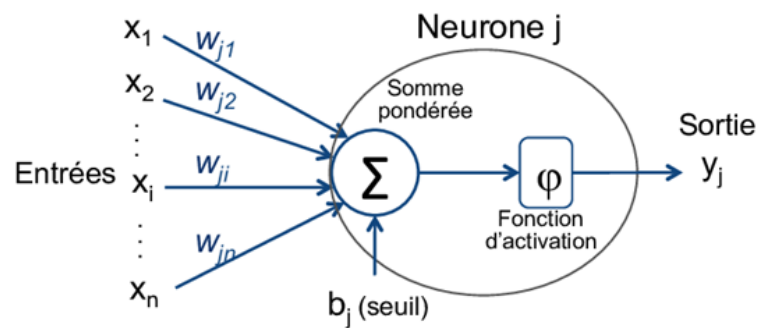 Neurone j
x1
wj1
x2
wj2
Somme
pondérée
Entrées
xi
wji
Σ
φ
Sortie
yj
Fonction
d'activation
xn
wjn
bj (seuil)